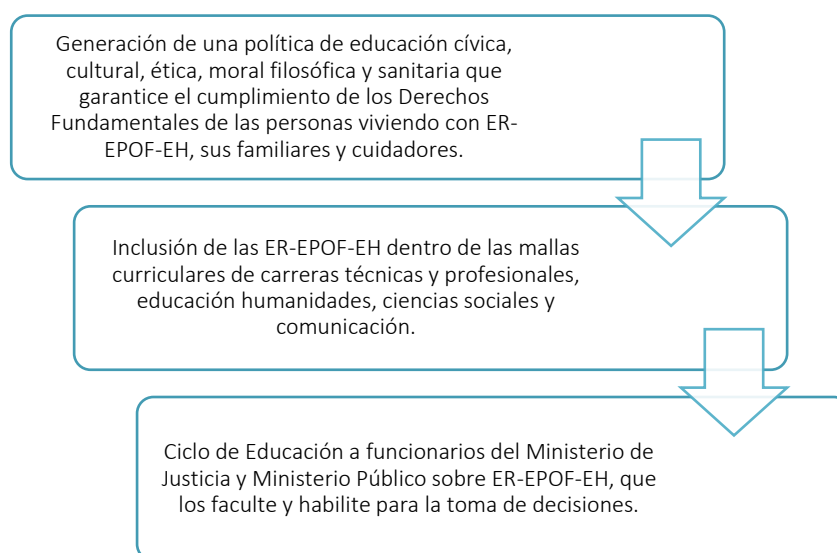 Generación de una política de educación cívica,
cultural, ética, moral filosófica y sanitaria que
garantice el cumplimiento de los Derechos
Fundamentales de las personas viviendo con ER-
EPOF-EH, sus familiares y cuidadores.
Inclusión de las ER-EPOF-EH dentro de las mallas
curriculares de carreras técnicas y profesionales,
educación humanidades, ciencias sociales y
comunicación.
Ciclo de Educación a funcionarios del Ministerio de
Justicia y Ministerio Público sobre ER-EPOF-EH, que
los faculte y habilite para la toma de decisiones.